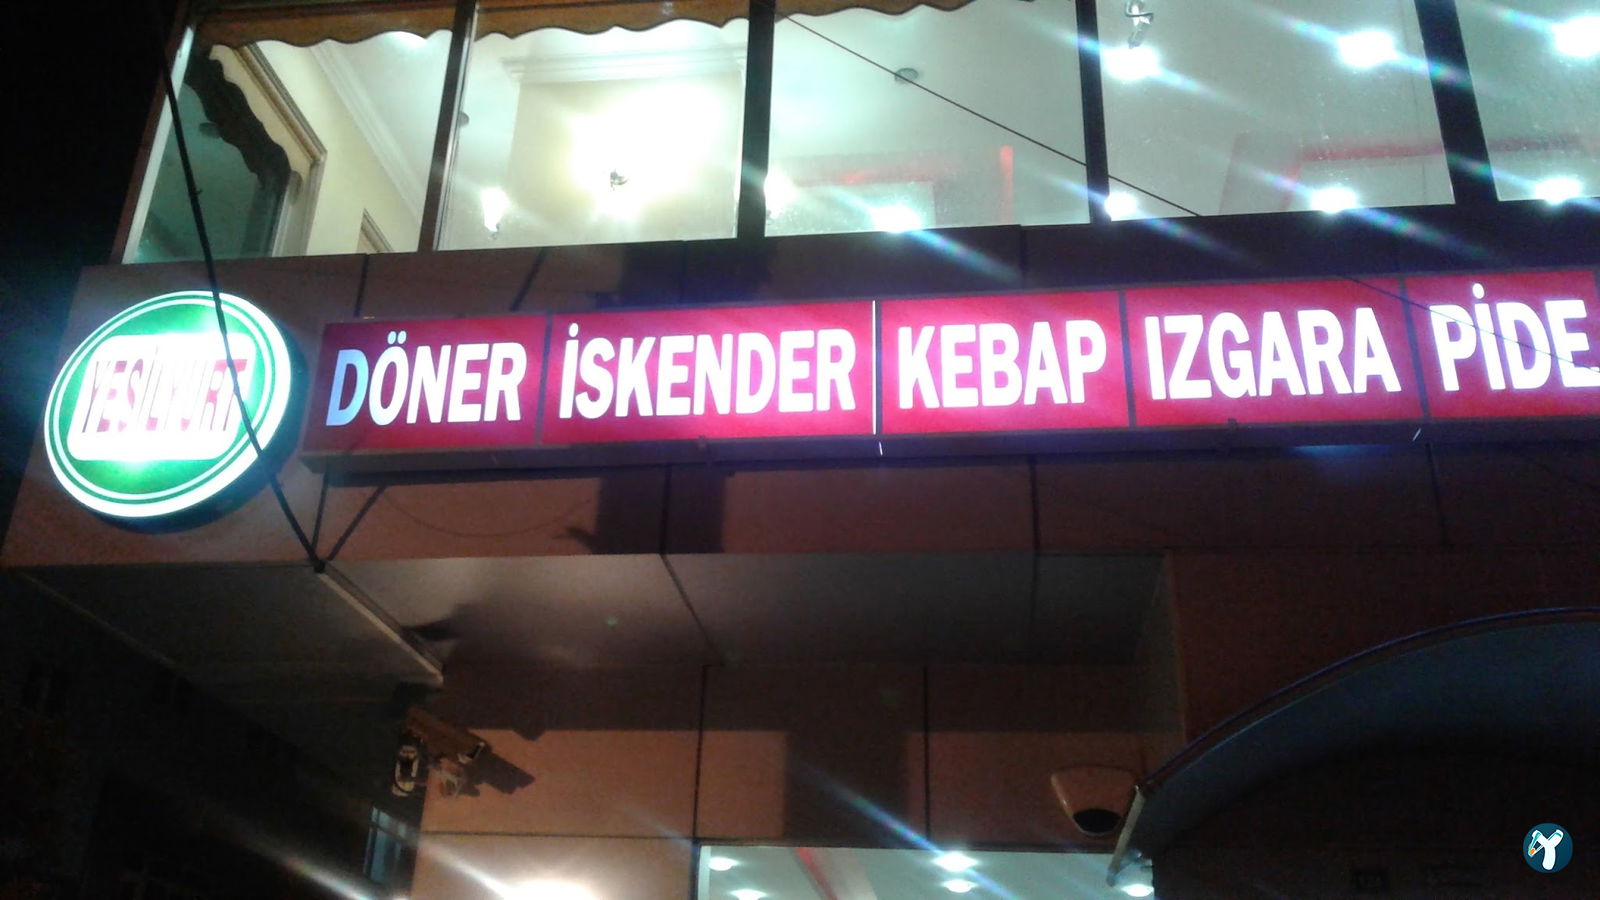 YEŞİLYURT
DÖNER İSKENDER KEBAP IZGARA PİDE